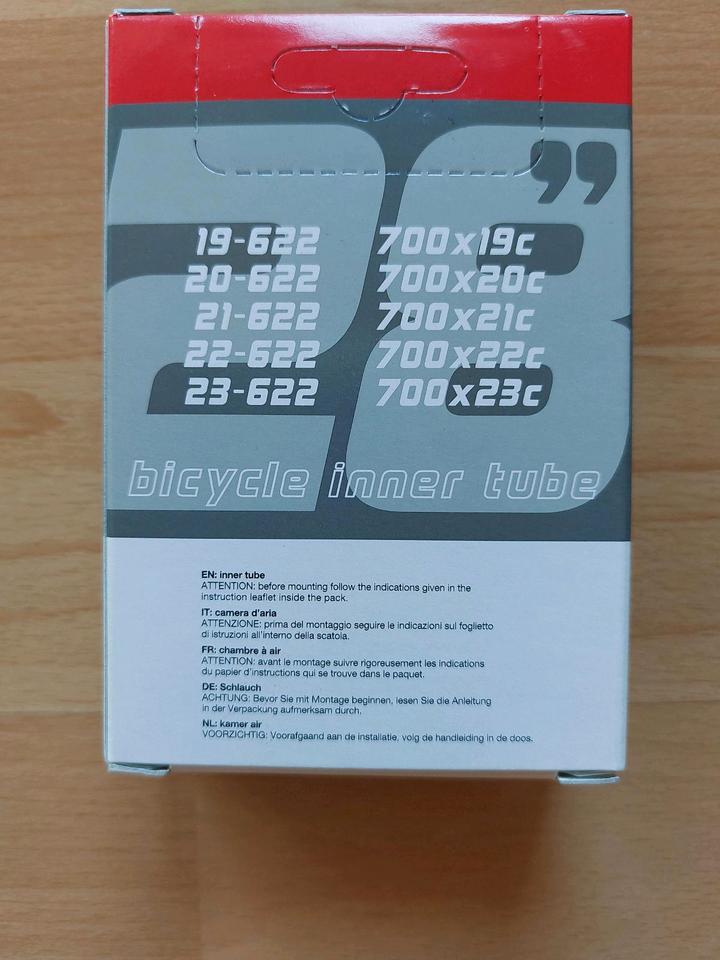 28”
19-622 700x19c
20-622 700x20c
21-622 700x21c
22-622 700x22c
23-622 700x23c
bicycle inner tube
EN: inner tube
ATTENTION: before mounting follow the indications given in the
instruction leaflet inside the pack.
IT: camera d'aria
ATTENZIONE: prima del montaggio seguire le indicazioni sul foglietto
di istruzioni all'interno della scatola.
FR: chambre à air
ATTENTION: avant le montage suivre rigoreusement les indications
du papier d'instructions qui se trouve dans le paquet.
DE: Schlauch
ACHTUNG: Bevor Sie mit Montage beginnen, lesen Sie die Anleitung
in der Verpackung aufmerksam durch.
NL: kamer air
VOORZICHTIG: Voorafgaand aan de installatie, volg de handleiding in de doos.